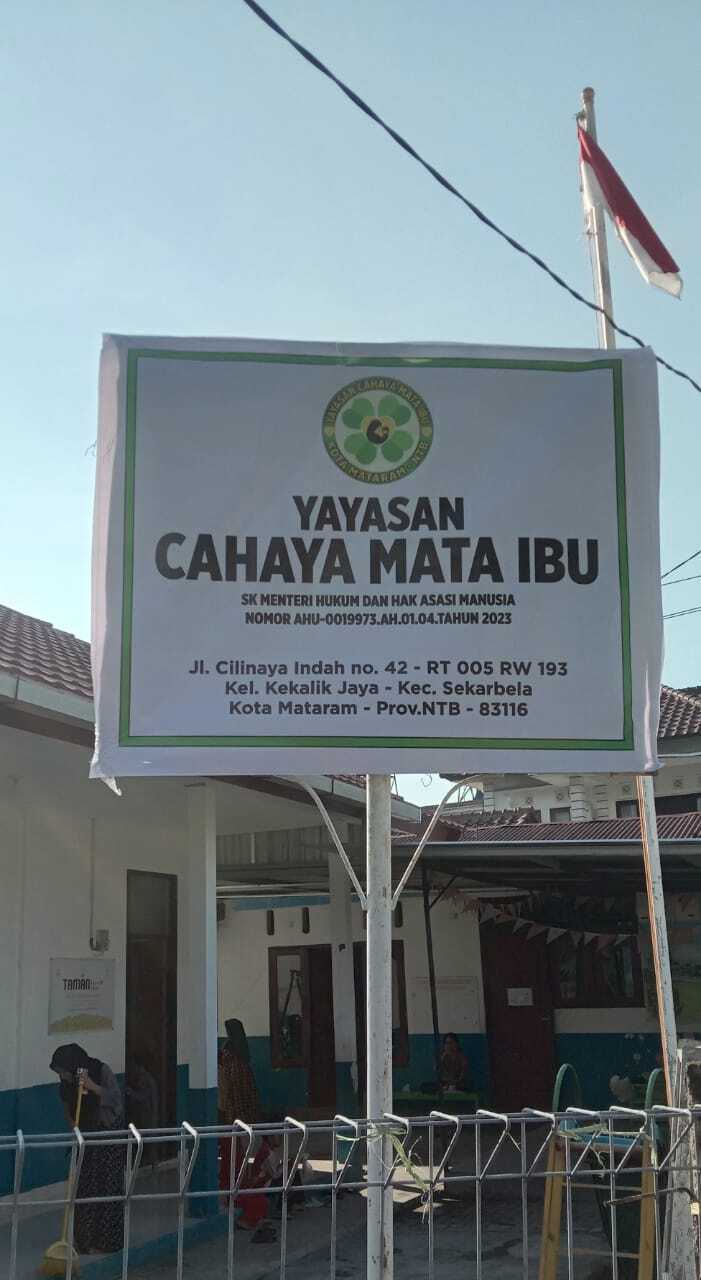 YAYASAN CAHAYA MATA IBU
KOTA MATARAM - NTB
YAYASAN
CAHAYA MATA IBU
SK MENTERI HUKUM DAN HAK ASASI MANUSIA
NOMOR AHU-0019973.AH.01.04.TAHUN 2023
Jl. Cilinaya Indah no. 42 - RT 005 RW 193
Kel. Kekalik Jaya - Kec. Sekarbela
Kota Mataram - Prov.NTB - 83116
TAMAN